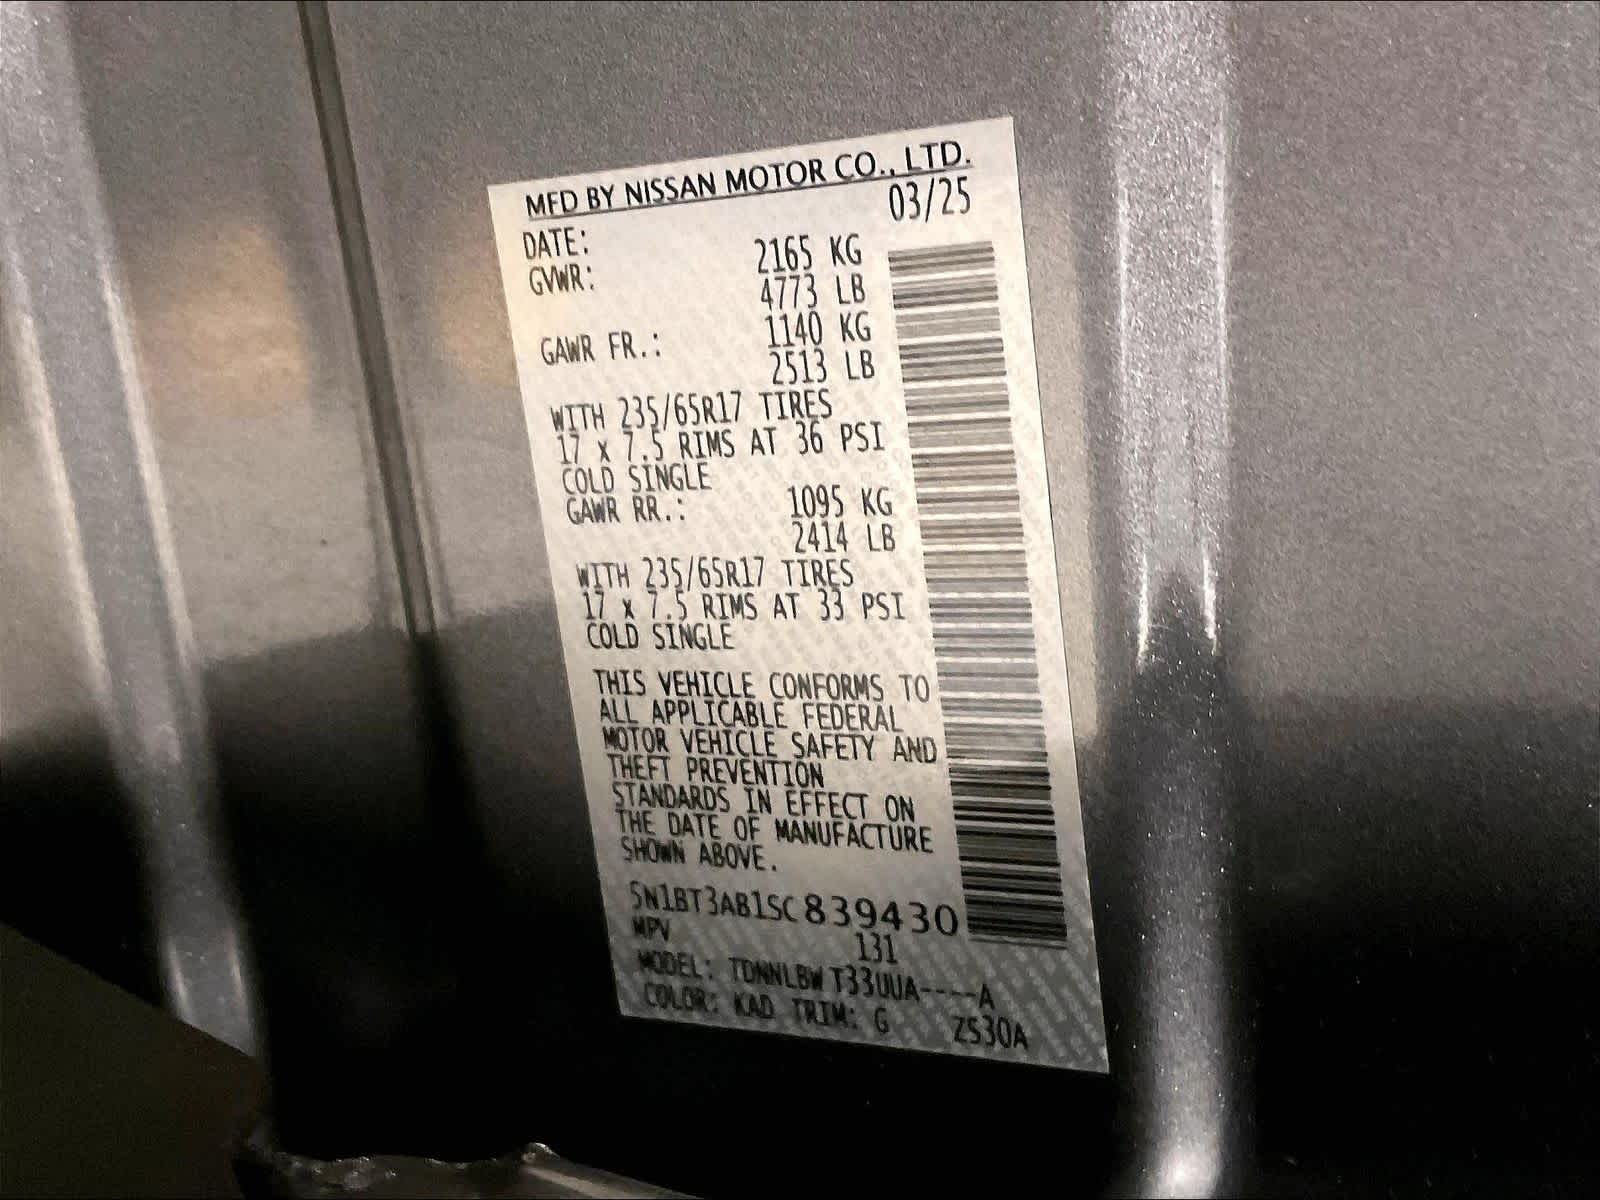 MFD BY NISSAN MOTOR CO., LTD.
DATE: 03/25
GVWR: 2165 KG
4773 LB
GAWR FR.: 1140 KG
2513 LB
WITH 235/65R17 TIRES
17 x 7.5 RIMS AT 36 PSI
COLD SINGLE
GAWR RR.: 1095 KG
2414 LB
WITH 235/65R17 TIRES
17 x 7.5 RIMS AT 33 PSI
COLD SINGLE
THIS VEHICLE CONFORMS TO
ALL APPLICABLE FEDERAL
MOTOR VEHICLE SAFETY AND
THEFT PREVENTION
STANDARDS IN EFFECT ON
THE DATE OF MANUFACTURE
SHOWN ABOVE.
5N1BT3AB1SC839430
MPV 131
MODEL: TDNNLBW T33UUA----A
COLOR: KAD TRIM: G ZS30A